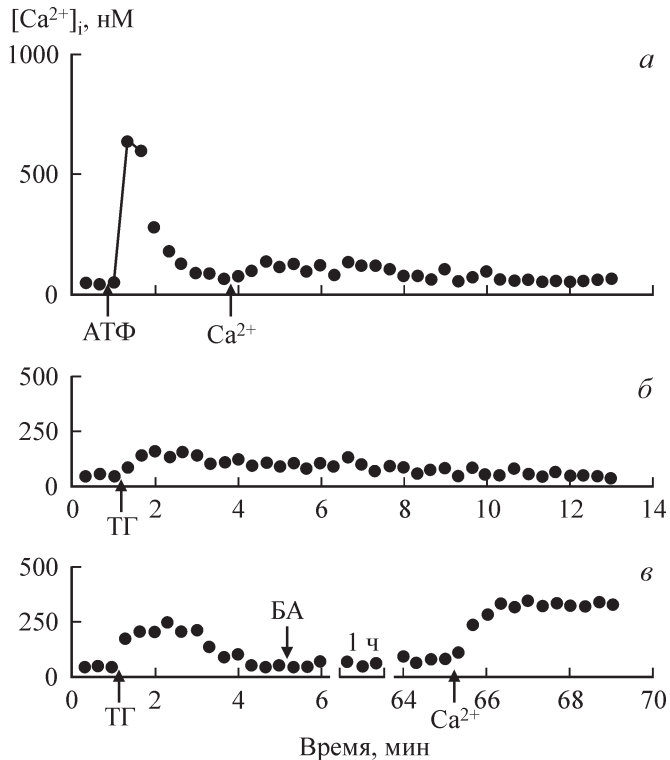 [Ca²⁺]ᵢ, нМ
а
1000
500
0
АТФ
Ca²⁺
б
500
250
0
0 2 4 6 8 10 12 14
ТГ
в
500
250
0
БА
1 ч
0 2 4 6 64 66 68 70
ТГ
Ca²⁺
Время, мин